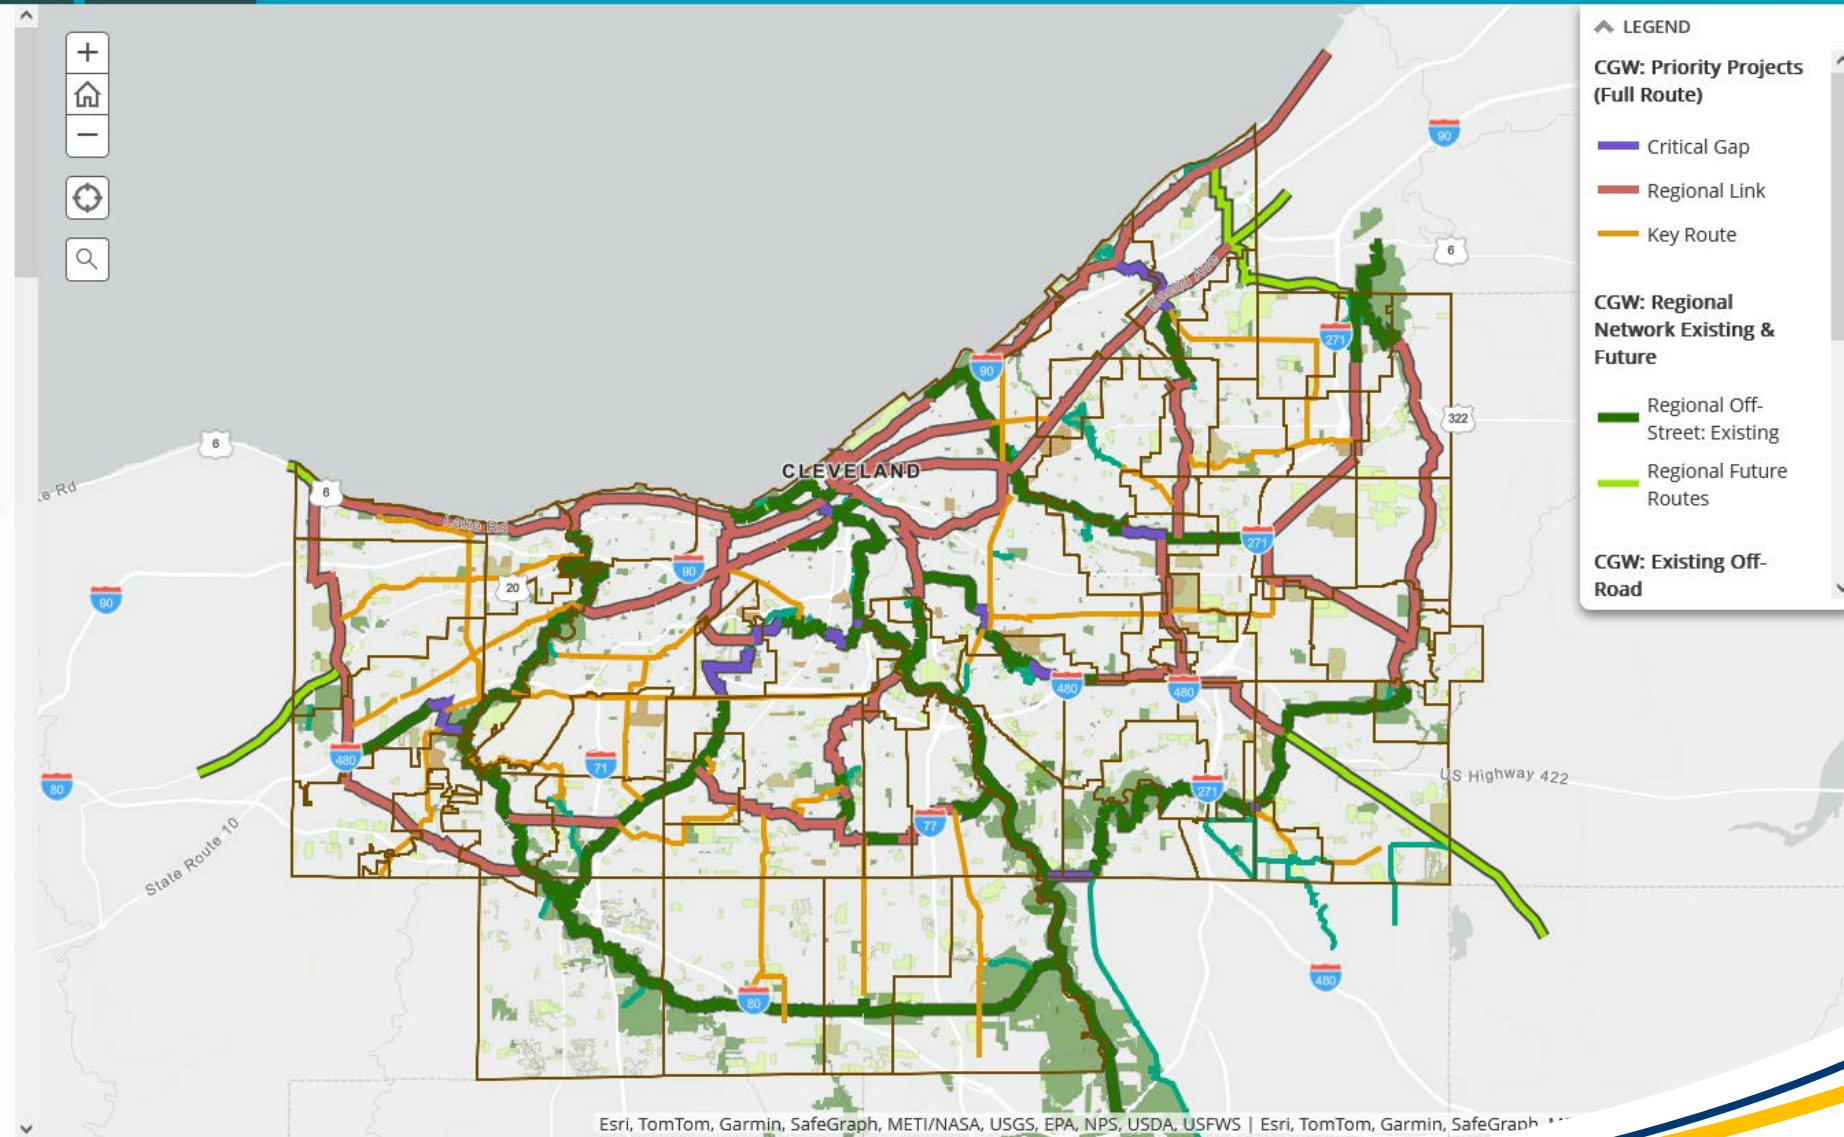 LEGEND
CGW: Priority Projects
(Full Route)
Critical Gap
Regional Link
Key Route
CGW: Regional
Network Existing &
Future
Regional Off-
Street: Existing
Regional Future
Routes
CGW: Existing Off-
Road
90
6
271
322
Euclid Ave
90
CLEVELAND
6
6
Lake Rd
e Rd
90
20
90
271
480
480
480
71
80
State Route 10
77
271
US Highway 422
80
480
Esri, TomTom, Garmin, SafeGraph, METI/NASA, USGS, EPA, NPS, USDA, USFWS | Esri, TomTom, Garmin, SafeGraph,